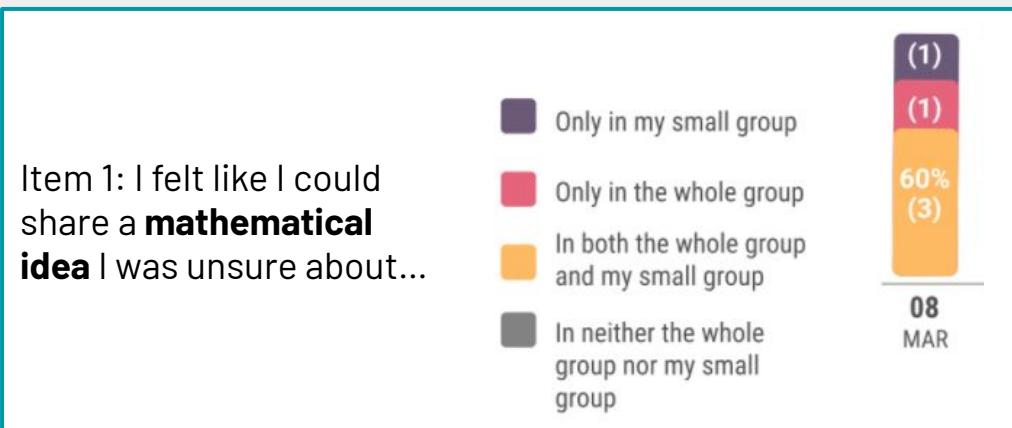 Item 1: I felt like I could
share a mathematical
idea I was unsure about...
Only in my small group
Only in the whole group
In both the whole group
and my small group
In neither the whole
group nor my small
group
(1)
(1)
60%
(3)
08
MAR